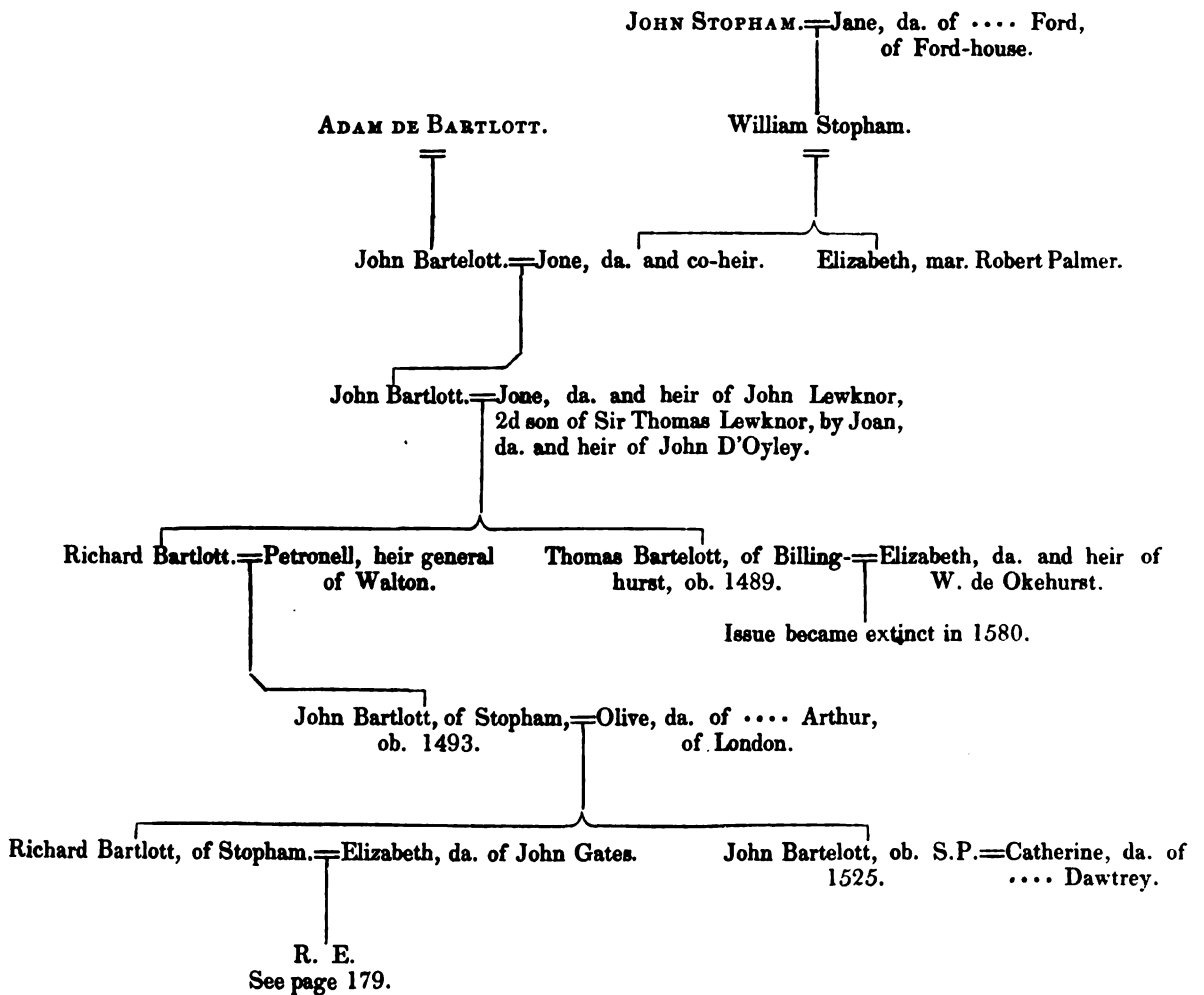 JOHN STOPHAM.=Jane, da. of .... Ford,
of Ford-house.
ADAM DE BARTLOTT.
William Stopham.
John Bartelott.=Jone, da. and co-heir.
Elizabeth, mar. Robert Palmer.
John Bartlott.=Jone, da. and heir of John Lewknor,
2d son of Sir Thomas Lewknor, by Joan,
da. and heir of John D'Oyley.
Richard Bartlott.=Petronell, heir general
of Walton.
Thomas Bartelott, of Billing-=Elizabeth, da. and heir of
hurst, ob. 1489.
W. de Okehurst.
Issue became extinct in 1580.
John Bartlott, of Stopham,=Olive, da. of .... Arthur,
ob. 1493.
of London.
Richard Bartlott, of Stopham.=Elizabeth, da. of John Gates.
John Bartelott, ob. S.P.=Catherine, da. of
1525.
.... Dawtrey.
R. E.
See page 179.